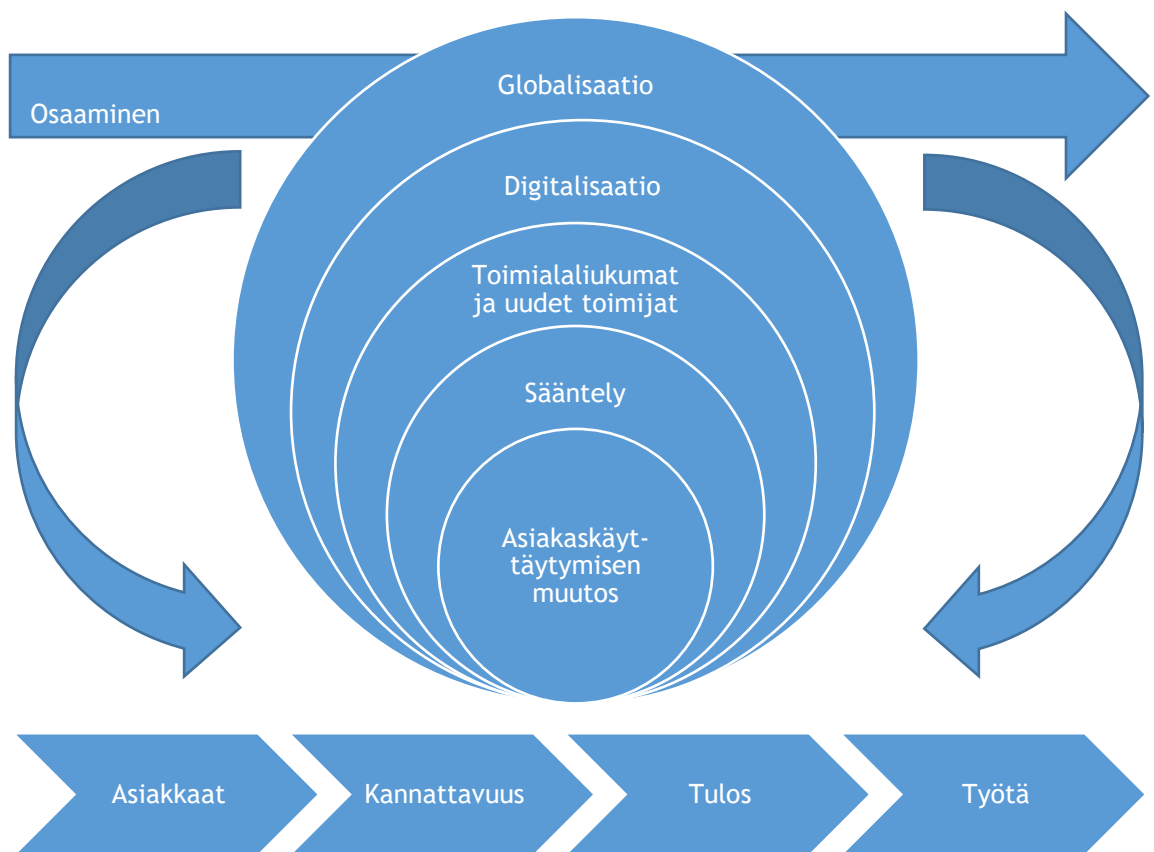 Globalisaatio
Osaaminen
Digitalisaatio
Toimialaliukumat
ja uudet toimijat
Sääntely
Asiakaskäyt-
täytymisen
muutos
Asiakkaat
Kannattavuus
Tulos
Työtä